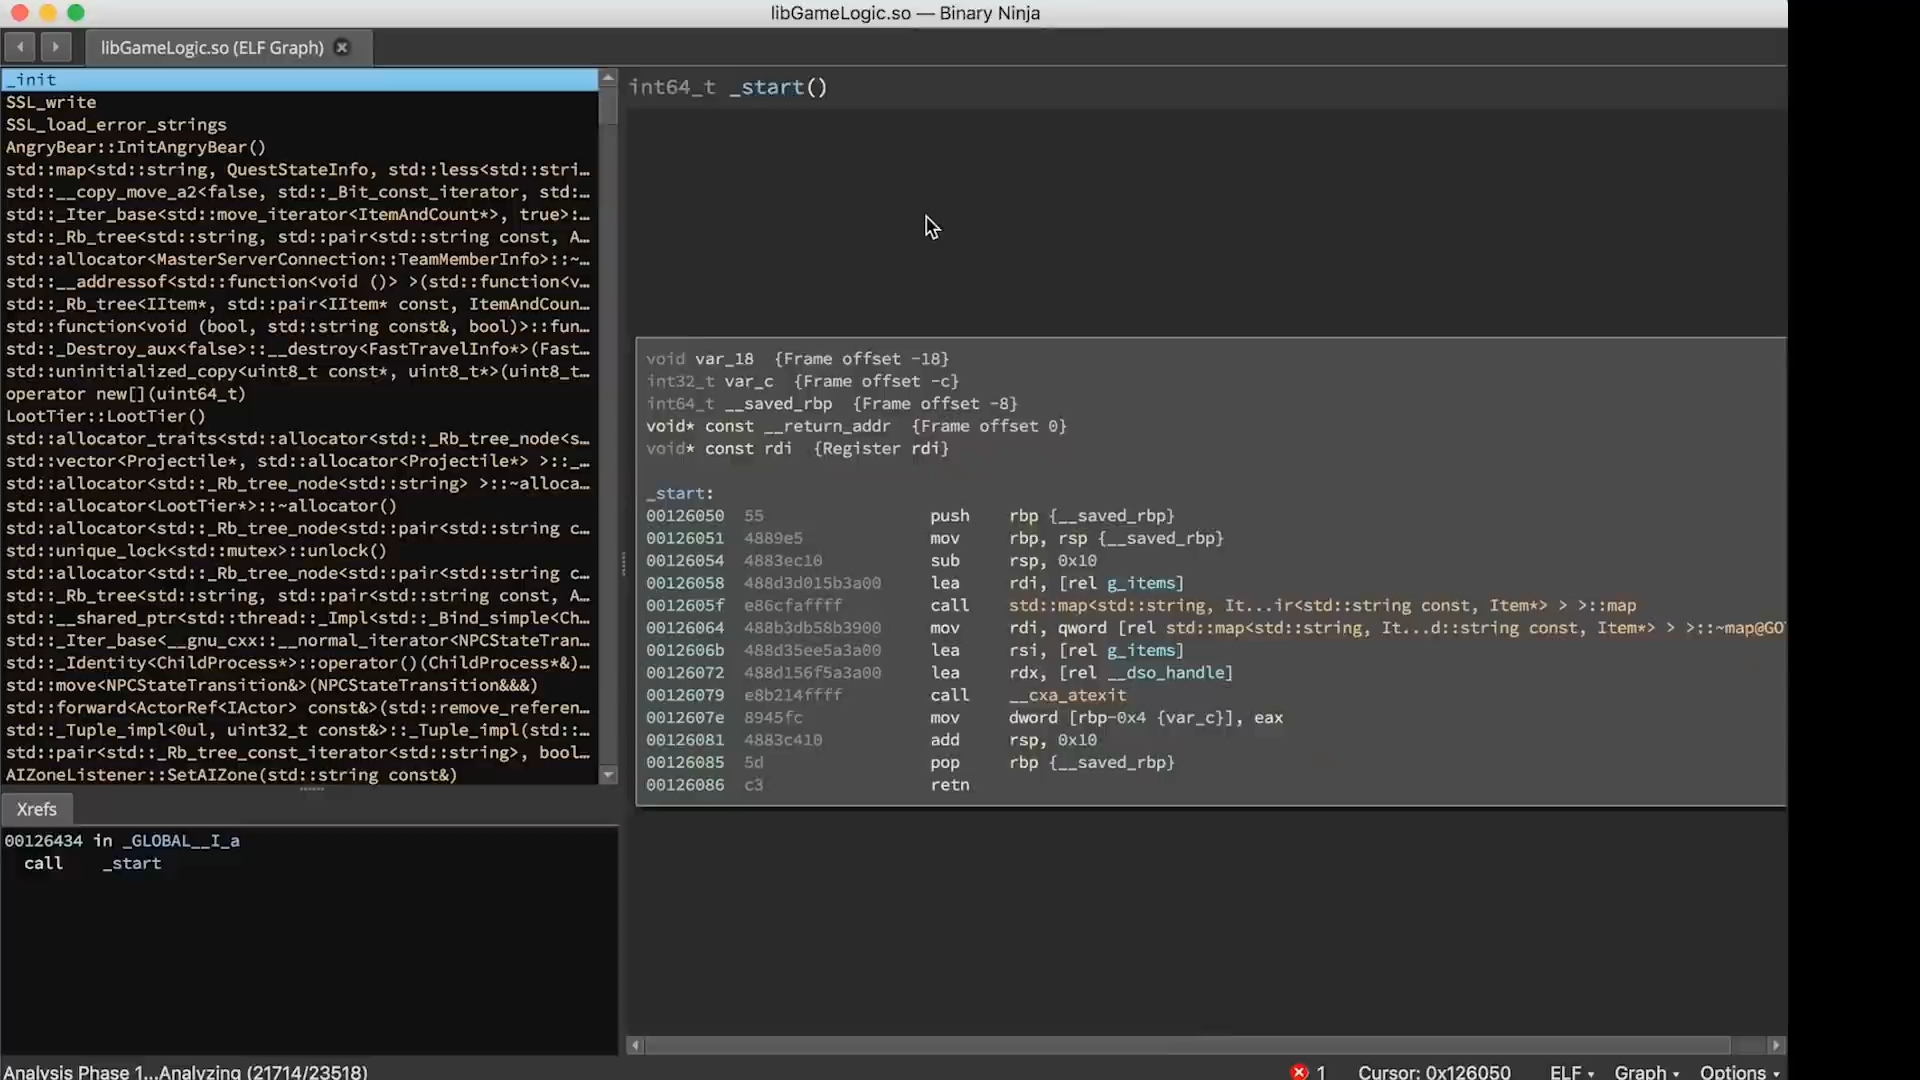 libGameLogic.so — Binary Ninja
libGameLogic.so (ELF Graph)
_init
SSL_write
SSL_load_error_strings
AngryBear::InitAngryBear()
std::map<std::string, QuestStateInfo, std::less<std::stri…
std::__copy_move_a2<false, std::_Bit_const_iterator, std:…
std::_Iter_base<std::move_iterator<ItemAndCount*>, true>:…
std::_Rb_tree<std::string, std::pair<std::string const, A…
std::allocator<MasterServerConnection::TeamMemberInfo>::~…
std::__addressof<std::function<void ()> >(std::function<v…
std::_Rb_tree<IItem*, std::pair<IItem* const, ItemAndCoun…
std::function<void (bool, std::string const&, bool)>::fun…
std::_Destroy_aux<false>::__destroy<FastTravelInfo*>(Fast…
std::uninitialized_copy<uint8_t const*, uint8_t*>(uint8_t…
operator new[](uint64_t)
LootTier::LootTier()
std::allocator_traits<std::allocator<std::_Rb_tree_node<s…
std::vector<Projectile*, std::allocator<Projectile*> >::_…
std::allocator<std::_Rb_tree_node<std::string> >::~alloca…
std::allocator<LootTier*>::~allocator()
std::allocator<std::_Rb_tree_node<std::pair<std::string c…
std::unique_lock<std::mutex>::unlock()
std::allocator<std::_Rb_tree_node<std::pair<std::string c…
std::_Rb_tree<std::string, std::pair<std::string const, A…
std::__shared_ptr<std::thread::_Impl<std::_Bind_simple<Ch…
std::_Iter_base<__gnu_cxx::__normal_iterator<NPCStateTran…
std::_Identity<ChildProcess*>::operator()(ChildProcess*&)…
std::move<NPCStateTransition&>(NPCStateTransition&&&)
std::forward<ActorRef<IActor> const&>(std::remove_referen…
std::_Tuple_impl<0ul, uint32_t const&>::_Tuple_impl(std::…
std::pair<std::_Rb_tree_const_iterator<std::string>, bool…
AIZoneListener::SetAIZone(std::string const&)
Xrefs
00126434 in _GLOBAL__I_a
call _start
int64_t _start()
void var_18 {Frame offset -18}
int32_t var_c {Frame offset -c}
int64_t __saved_rbp {Frame offset -8}
void* const __return_addr {Frame offset 0}
void* const rdi {Register rdi}
_start:
00126050 55 push rbp {__saved_rbp}
00126051 4889e5 mov rbp, rsp {__saved_rbp}
00126054 4883ec10 sub rsp, 0x10
00126058 488d3d015b3a00 lea rdi, [rel g_items]
0012605f e86cfaffff call std::map<std::string, It...ir<std::string const, Item*> > >::map
00126064 488b3db58b3900 mov rdi, qword [rel std::map<std::string, It...d::string const, Item*> > >::~map@GO
0012606b 488d35ee5a3a00 lea rsi, [rel g_items]
00126072 488d156f5a3a00 lea rdx, [rel __dso_handle]
00126079 e8b214ffff call __cxa_atexit
0012607e 8945fc mov dword [rbp-0x4 {var_c}], eax
00126081 4883c410 add rsp, 0x10
00126085 5d pop rbp {__saved_rbp}
00126086 c3 retn
Analysis Phase 1...Analyzing (21714/23518)
1 Cursor: 0x126050 ELF Graph Options